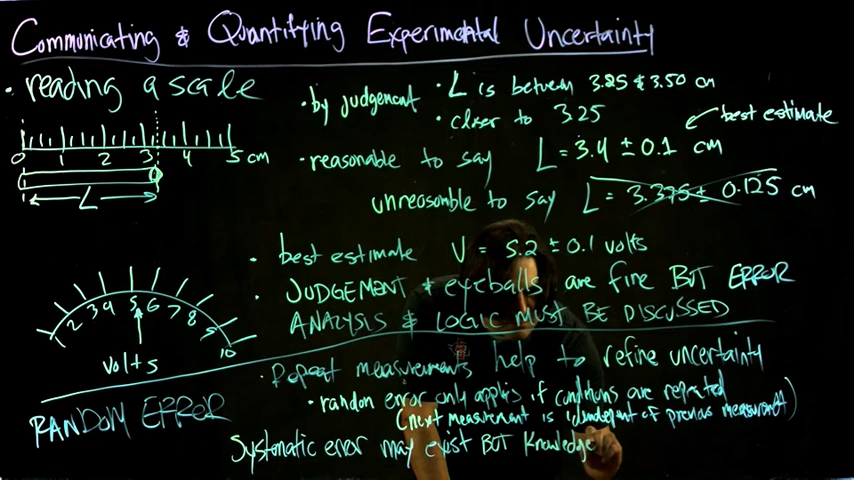 Communicating & Quantifying Experimental Uncertainty
• reading a scale
0 1 2 3 4 5 cm
L
• by judgement
• L is between 3.25 & 3.50 cm
• closer to 3.25
best estimate
• reasonable to say L = 3.4 ± 0.1 cm
unreasonable to say L = 3.375 ± 0.125 cm
2 3 4 5 6 7 8 9 10
volts
• best estimate V = 5.2 ± 0.1 volts
• JUDGEMENT & eyeballs are fine BUT ERROR
ANALYSIS & LOGIC MUST BE DISCUSSED
RANDOM ERROR
• Repeat measurements help to refine uncertainty
• random error only applies if conditions are repeated
(next measurement is of previous measurement)
Systematic error may exist BUT knowledge